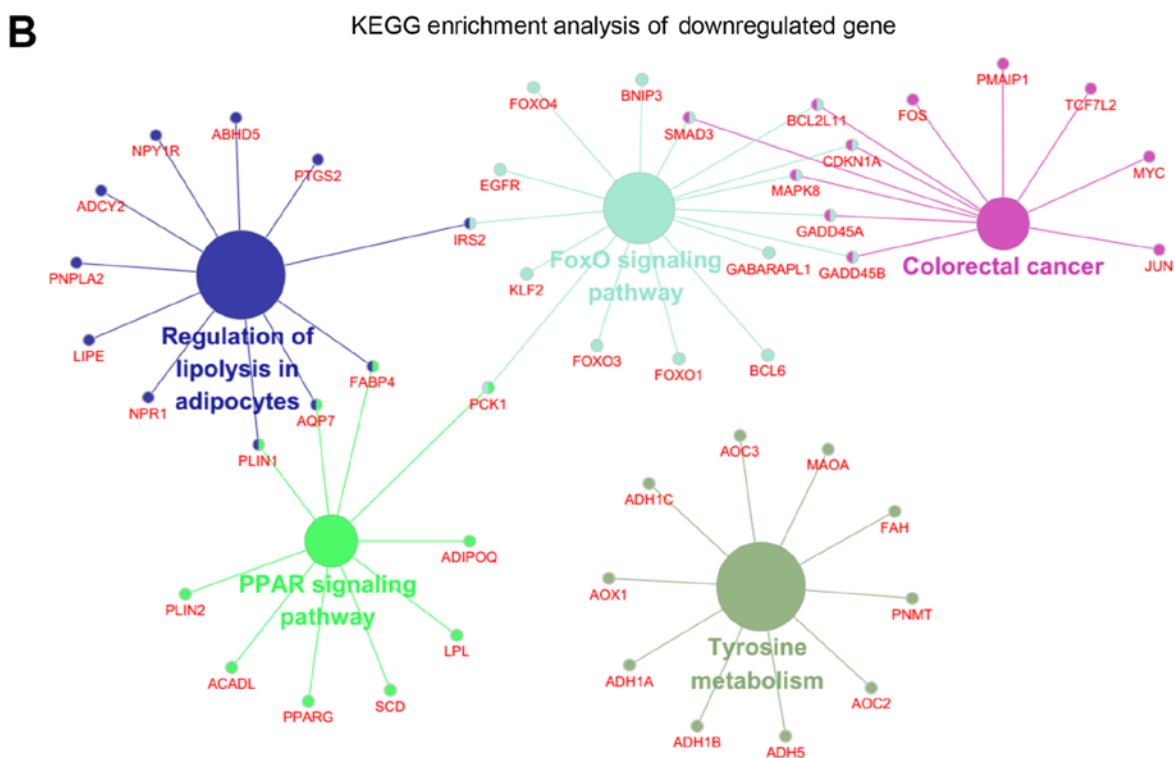 B
KEGG enrichment analysis of downregulated gene
PMAIP1
BNIP3
FOXO4
TCF7L2
FOS
BCL2L11
SMAD3
ABHD5
NPY1R
CDKN1A
MYC
PTGS2
EGFR
MAPK8
ADCY2
GADD45A
IRS2
JUN
PNPLA2
FoxO signaling
pathway
GABARAPL1
GADD45B
Colorectal cancer
KLF2
Regulation of
lipolysis in
adipocytes
LIPE
FOXO3
FOXO1
BCL6
FABP4
NPR1
AQP7
PCK1
PLIN1
AOC3
MAOA
ADH1C
FAH
ADIPOQ
PPAR signaling
pathway
PLIN2
AOX1
PNMT
LPL
Tyrosine
metabolism
ACADL
ADH1A
SCD
PPARG
AOC2
ADH1B
ADH5